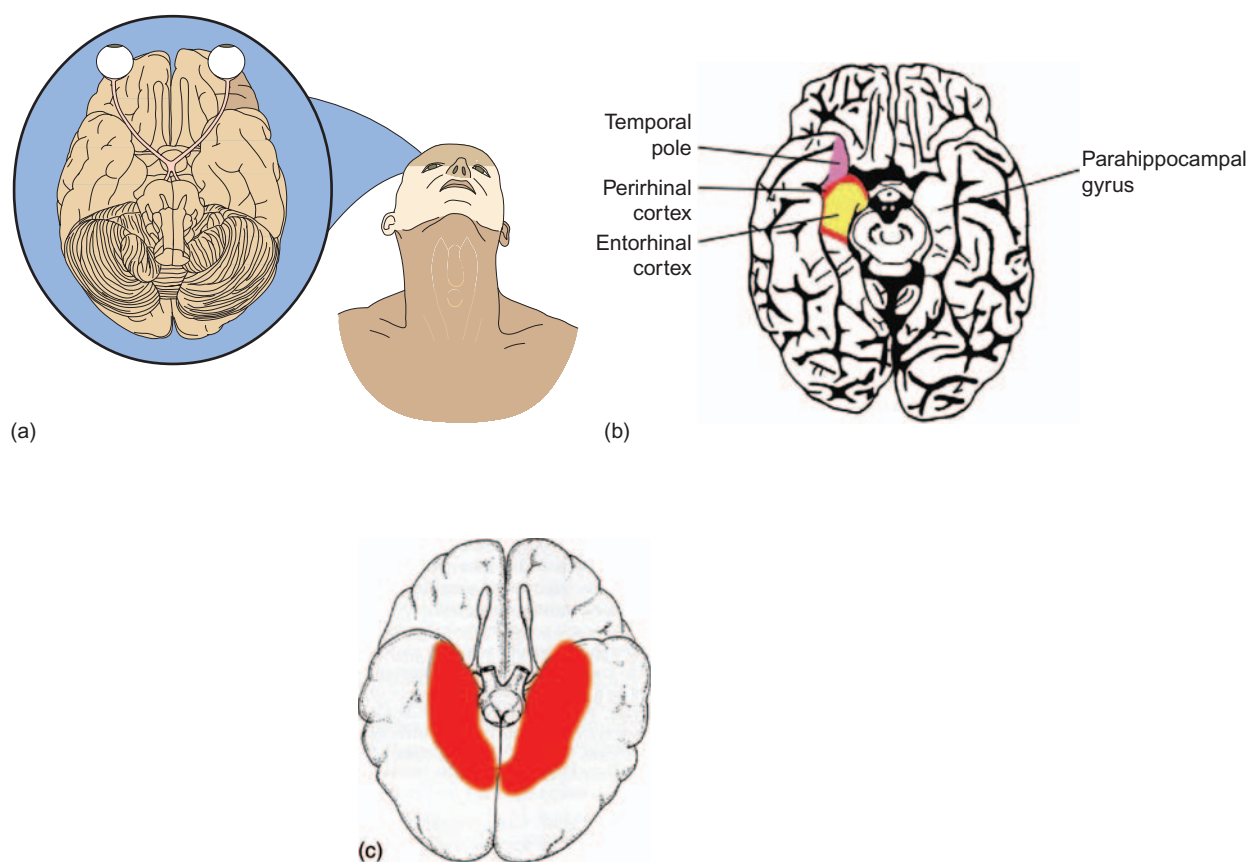 Temporal
pole
Perirhinal
cortex
Entorhinal
cortex
Parahippocampal
gyrus
(a)
(b)
(c)